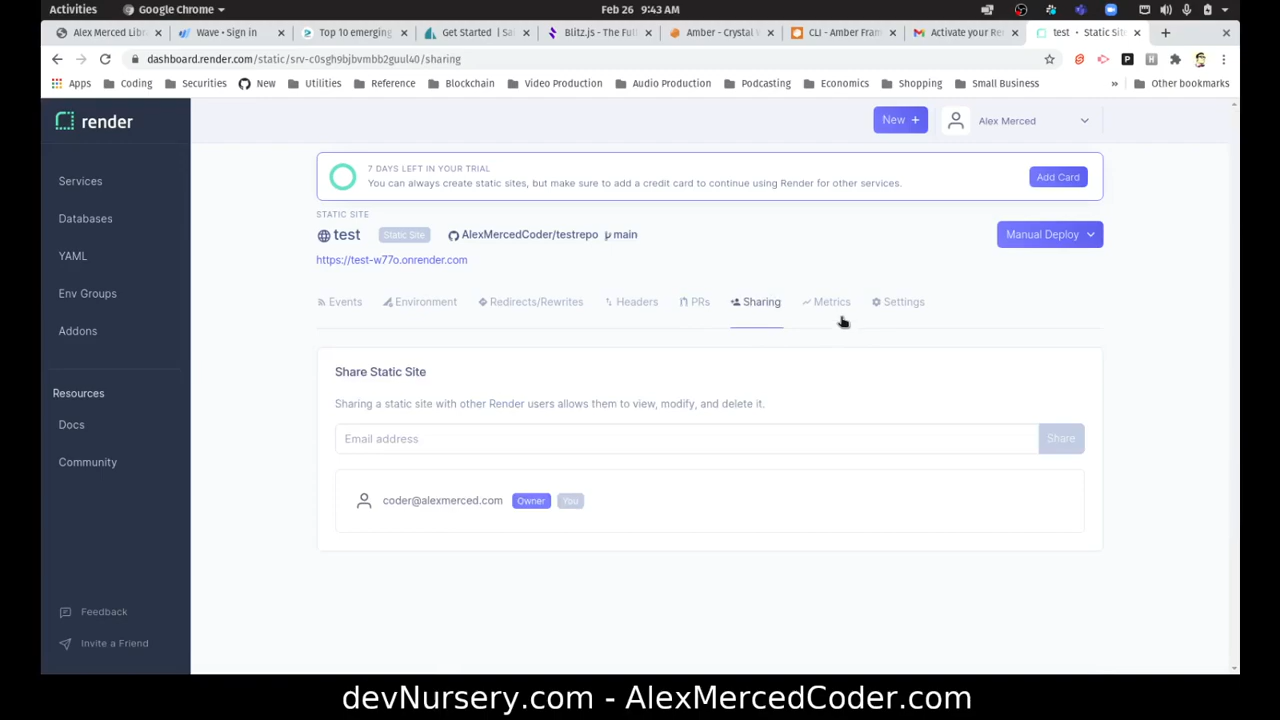 Activities
Google Chrome
Feb 26 9:43 AM
Alex Merced Libr
Wave • Sign in
Top 10 emerging
Get Started | Sai
Blitz.js - The Full
Amber - Crystal W
CLI - Amber Fram
Activate your Ren
test • Static Sit
dashboard.render.com/static/srv-c0sgh9bjbvmbb2guul40/sharing
Apps
Coding
Securities
New
Utilities
Reference
Blockchain
Video Production
Audio Production
Podcasting
Economics
Shopping
Small Business
»
Other bookmarks
render
New +
Alex Merced
Services
Databases
YAML
Env Groups
Addons
Resources
Docs
Community
Feedback
Invite a Friend
7 DAYS LEFT IN YOUR TRIAL
You can always create static sites, but make sure to add a credit card to continue using Render for other services.
Add Card
STATIC SITE
test
Static Site
AlexMercedCoder/testrepo
main
Manual Deploy
https://test-w77o.onrender.com
Events
Environment
Redirects/Rewrites
Headers
PRs
Sharing
Metrics
Settings
Share Static Site
Sharing a static site with other Render users allows them to view, modify, and delete it.
Email address
Share
coder@alexmerced.com
Owner
You
devNursery.com - AlexMercedCoder.com